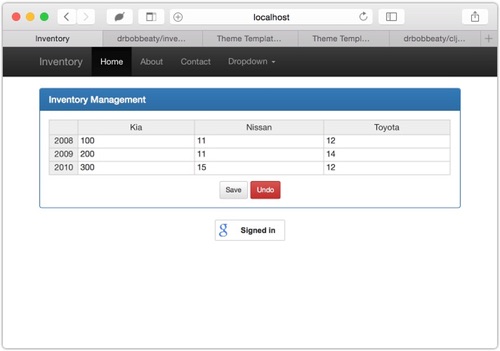 localhost
Inventory drbobbeaty/inve... Theme Templat... Theme Templ... drbobbeaty/clj...
Inventory Home About Contact Dropdown
Inventory Management
Kia Nissan Toyota
2008 100 11 12
2009 200 11 14
2010 300 15 12
Save Undo
g Signed in